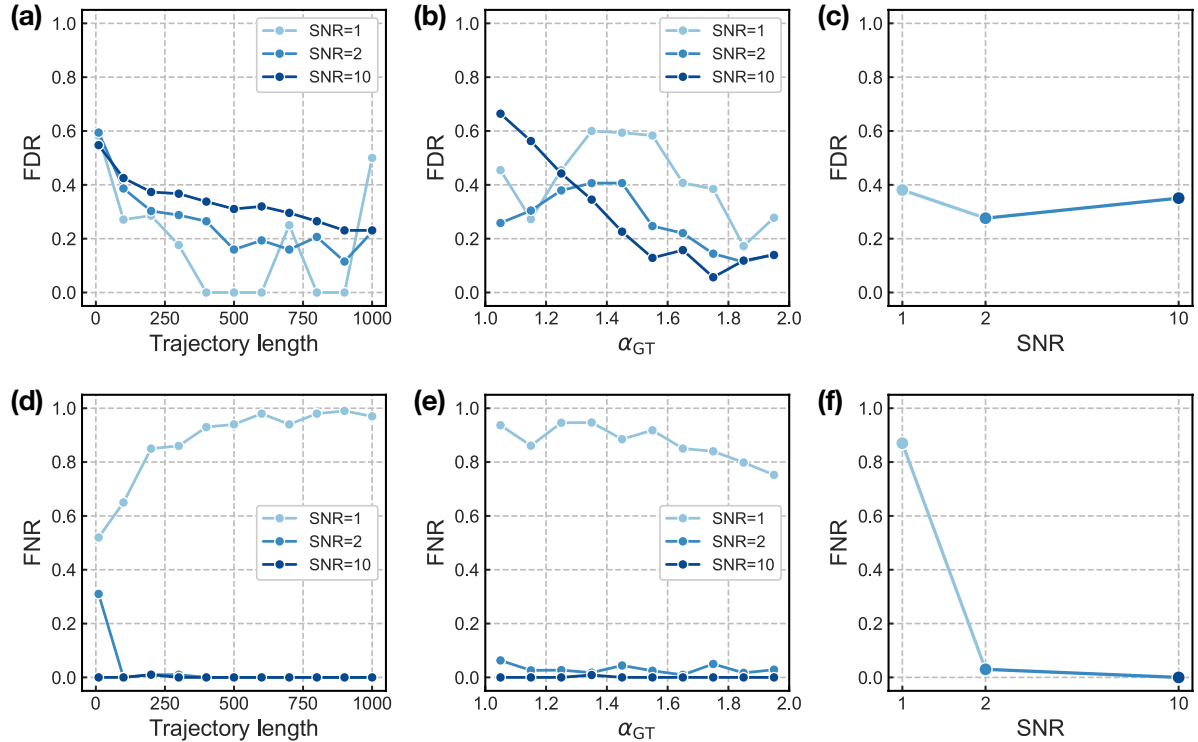 (a)
1.0
0.8
0.6
0.4
0.2
0.0
FDR
0
250
500
750
1000
Trajectory length
SNR=1
SNR=2
SNR=10
(b)
1.0
0.8
0.6
0.4
0.2
0.0
FDR
1.0
1.2
1.4
1.6
1.8
2.0
αGT
SNR=1
SNR=2
SNR=10
(c)
1.0
0.8
0.6
0.4
0.2
0.0
FDR
1
2
10
SNR
(d)
1.0
0.8
0.6
0.4
0.2
0.0
FNR
0
250
500
750
1000
Trajectory length
SNR=1
SNR=2
SNR=10
(e)
1.0
0.8
0.6
0.4
0.2
0.0
FNR
1.0
1.2
1.4
1.6
1.8
2.0
αGT
SNR=1
SNR=2
SNR=10
(f)
1.0
0.8
0.6
0.4
0.2
0.0
FNR
1
2
10
SNR